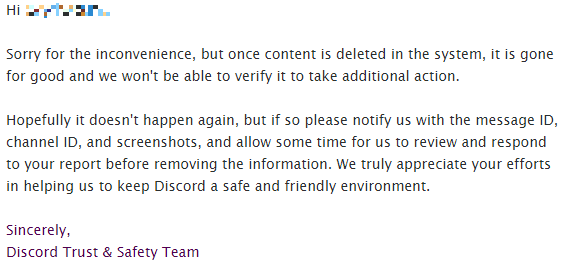 Hi
Sorry for the inconvenience, but once content is deleted in the system, it is gone
for good and we won't be able to verify it to take additional action.
Hopefully it doesn't happen again, but if so please notify us with the message ID,
channel ID, and screenshots, and allow some time for us to review and respond
to your report before removing the information. We truly appreciate your efforts
in helping us to keep Discord a safe and friendly environment.
Sincerely,
Discord Trust & Safety Team